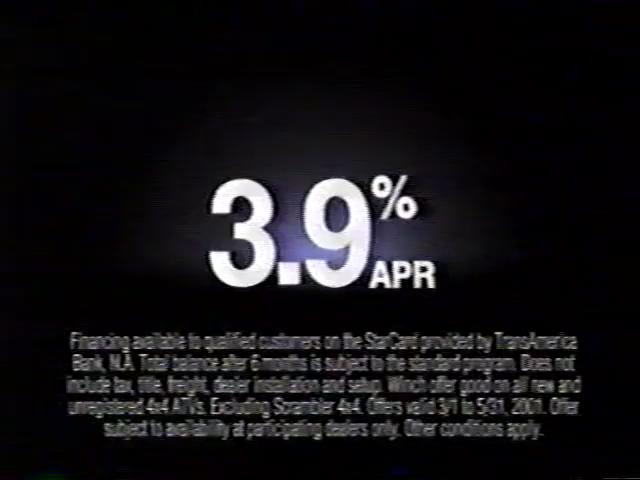 3.9%
APR
Financing available to qualified customers on the StarCard provided by TransAmerica
Bank, N.A. Total balance after 6 months is subject to the standard program. Does not
include tax, title, freight, dealer installation and setup. Winch offer good on all new and
unregistered 4x4 ATVs. Excluding Scrambler 4x4. Offers valid 3/1 to 5/31, 2001. Offer
subject to availability at participating dealers only. Other conditions apply.